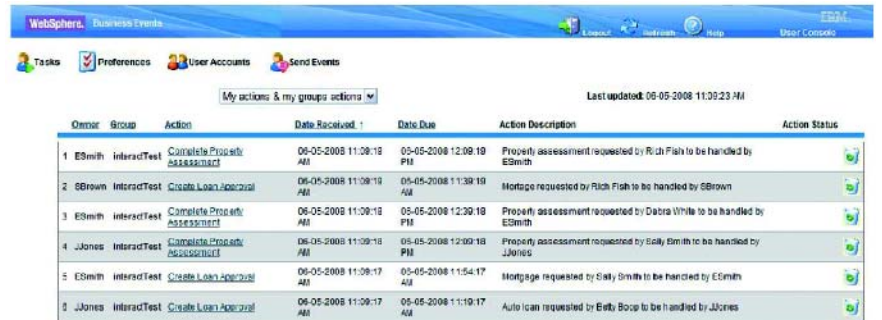 WebSphere. Business Events
Logout Refresh Help
IBM.
User Console
Tasks Preferences User Accounts Send Events
My actions & my groups actions
Last updated: 06-05-2008 11:09:23 AM
Owner Group Action Date Received ↑ Date Due Action Description Action Status
1 ESmith interactTest Complete Property 06-05-2008 11:09:19 06-05-2008 12:09:19 Property assessment requested by Rich Fish to be handled by
Assessment AM PM ESmith
2 SBrown interactTest Create Loan Approval 06-05-2008 11:09:19 06-05-2008 11:39:19 Mortage requested by Rich Fish to be handled by SBrown
AM AM
3 ESmith interactTest Complete Property 06-05-2008 11:09:18 06-05-2008 12:39:18 Property assessment requested by Debra White to be handled by
Assessment AM PM ESmith
4 JJones interactTest Complete Property 06-05-2008 11:09:18 06-05-2008 12:09:18 Property assessment requested by Sally Smith to be handled by
Assessment AM PM JJones
5 ESmith interactTest Create Loan Approval 06-05-2008 11:09:17 06-05-2008 11:54:17 Mortgage requested by Sally Smith to be handled by ESmith
AM AM
6 JJones interactTest Create Loan Approval 06-05-2008 11:09:17 06-05-2008 11:19:17 Auto loan requested by Betty Boop to be handled by JJones
AM AM